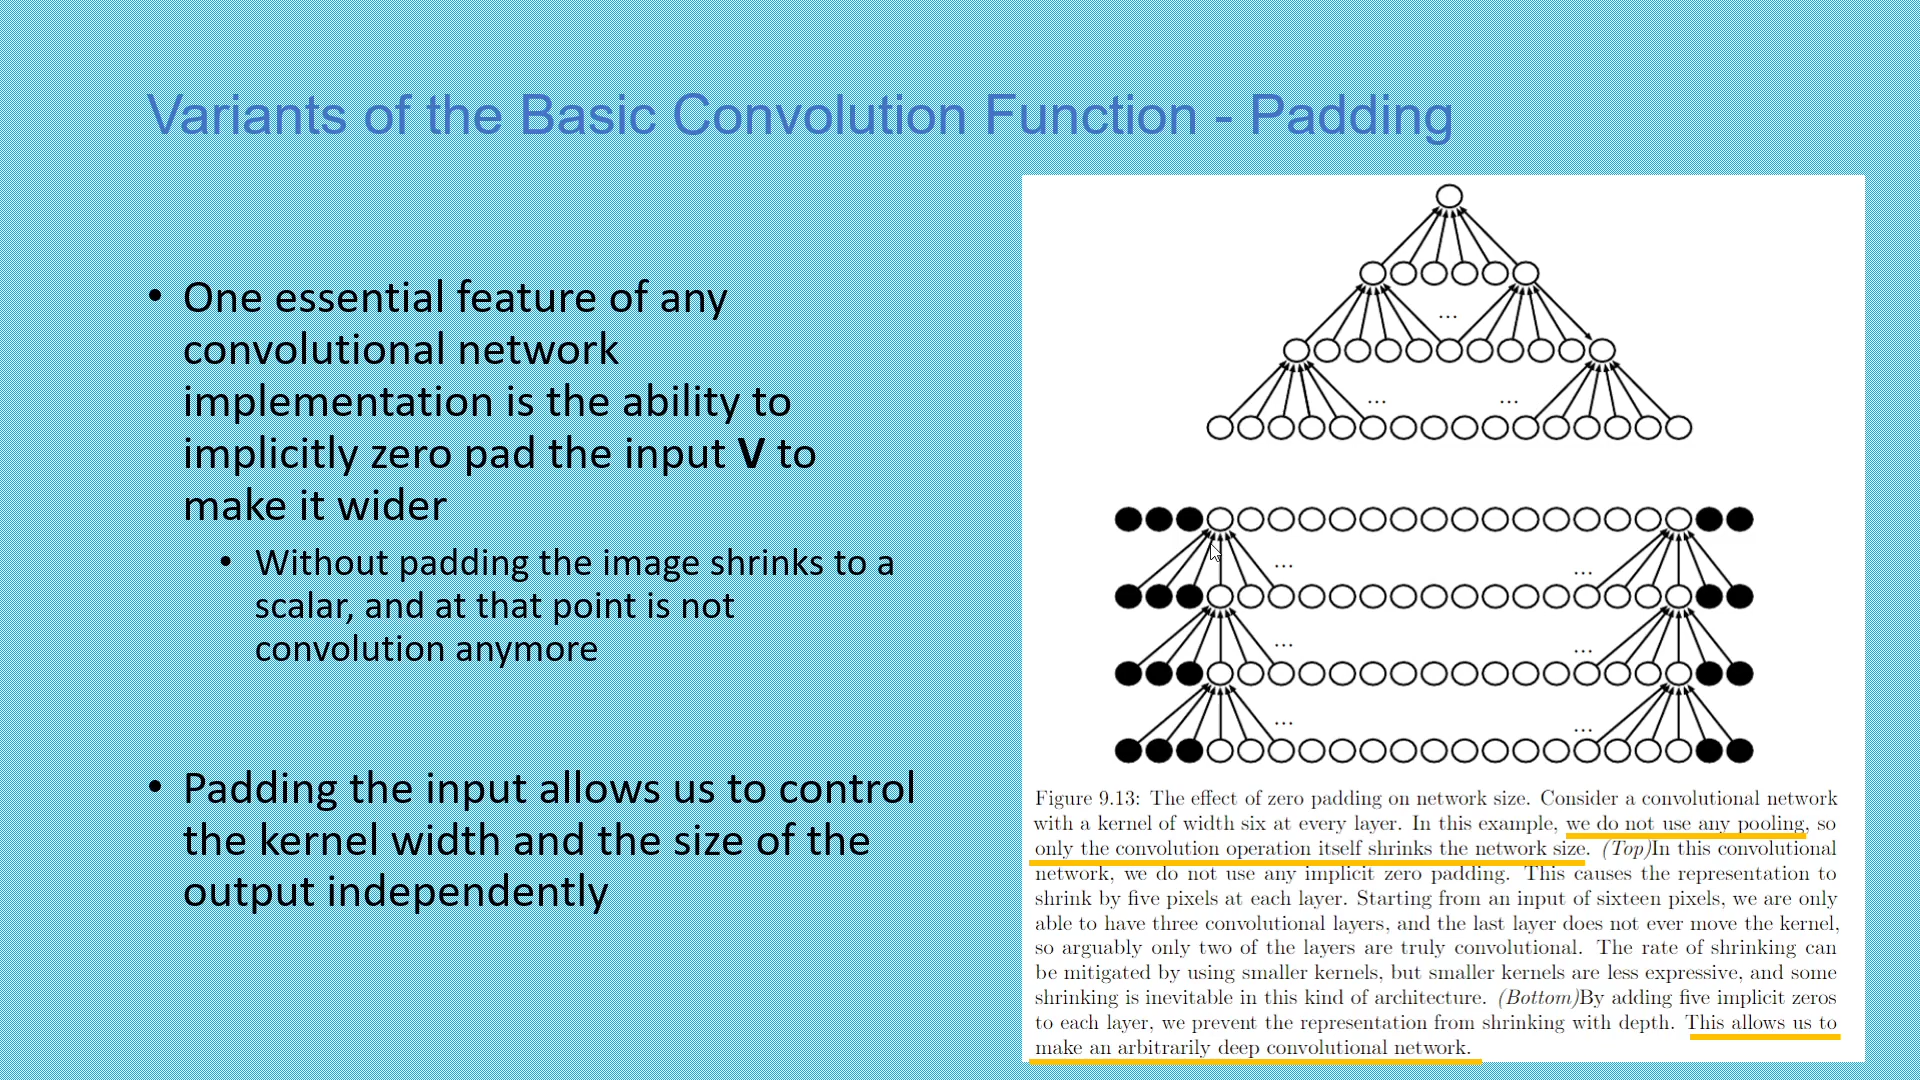 Variants of the Basic Convolution Function - Padding
• One essential feature of any
convolutional network
implementation is the ability to
implicitly zero pad the input V to
make it wider
• Without padding the image shrinks to a
scalar, and at that point is not
convolution anymore
• Padding the input allows us to control
the kernel width and the size of the
output independently
...
... ...
... ...
... ...
... ...
Figure 9.13: The effect of zero padding on network size. Consider a convolutional network
with a kernel of width six at every layer. In this example, we do not use any pooling, so
only the convolution operation itself shrinks the network size. (Top)In this convolutional
network, we do not use any implicit zero padding. This causes the representation to
shrink by five pixels at each layer. Starting from an input of sixteen pixels, we are only
able to have three convolutional layers, and the last layer does not ever move the kernel,
so arguably only two of the layers are truly convolutional. The rate of shrinking can
be mitigated by using smaller kernels, but smaller kernels are less expressive, and some
shrinking is inevitable in this kind of architecture. (Bottom)By adding five implicit zeros
to each layer, we prevent the representation from shrinking with depth. This allows us to
make an arbitrarily deep convolutional network.